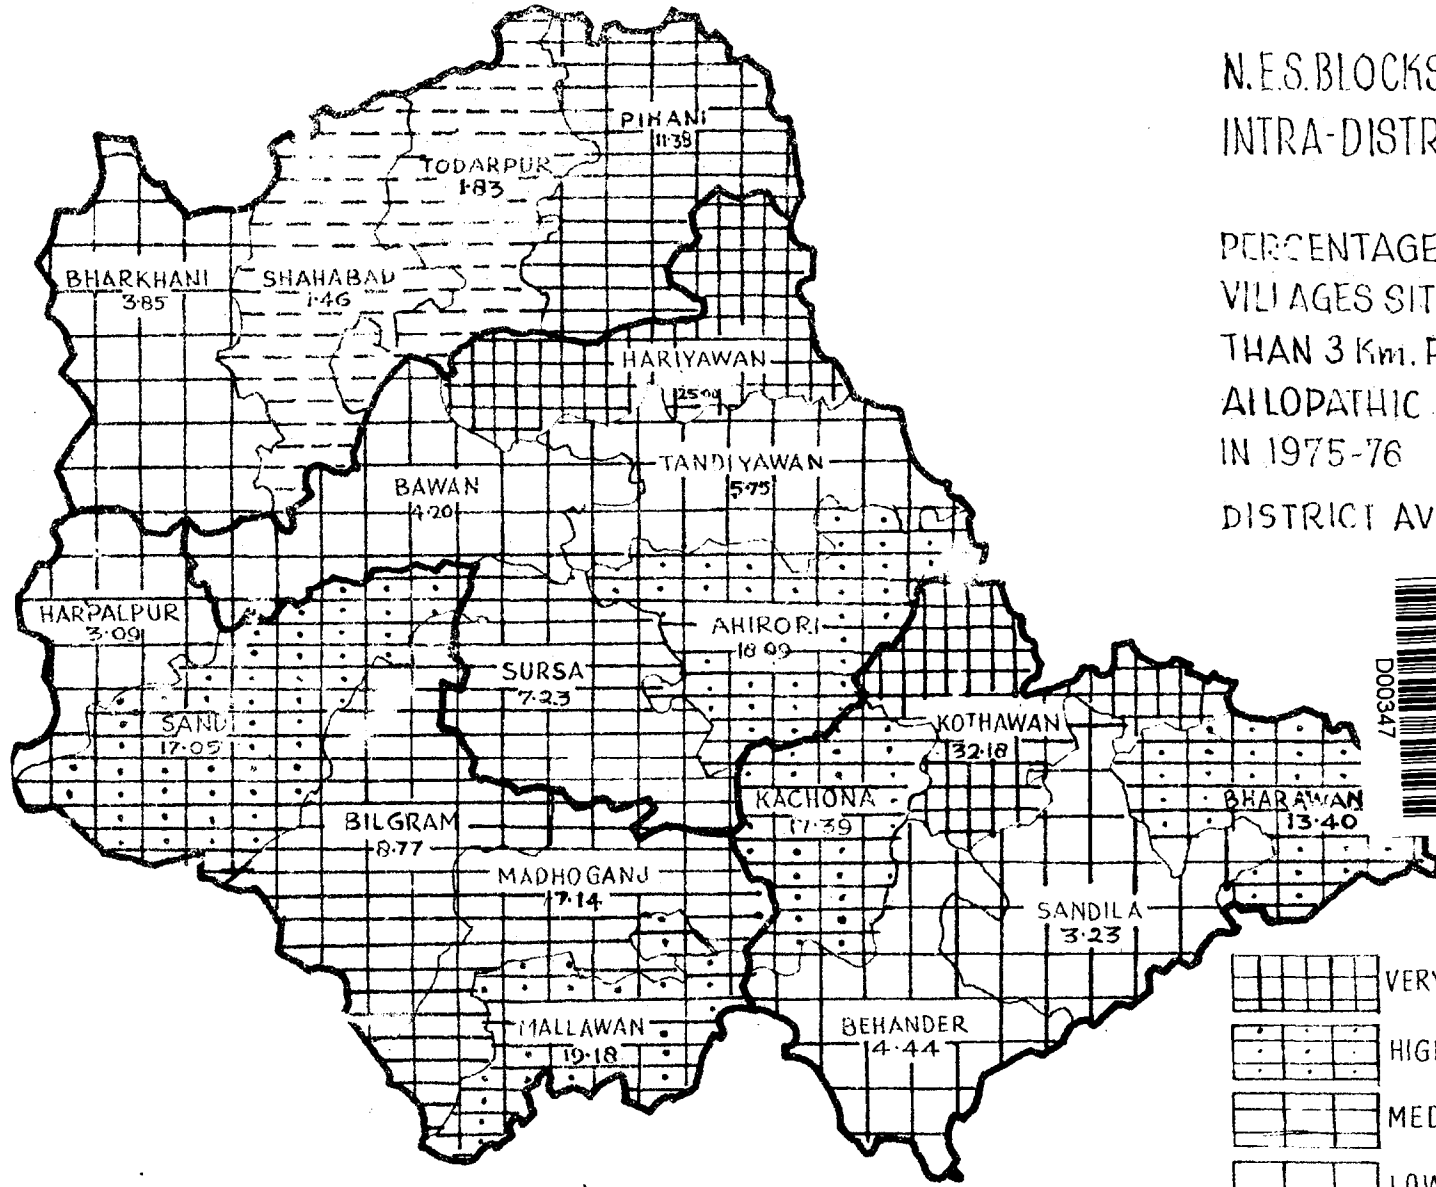 N.E.S. BLOCKS
INTRA-DISTR
PERCENTAGE
VILLAGES SIT
THAN 3 Km.
ALLOPATHIC
IN 1975-76
DISTRICT AV
PIHANI
11·39
TODARPUR
1·83
BHARKHANI
3·85
SHAHABAD
1·46
HARIYAWAN
TANDIYAWAN
5·75
BAWAN
4·20
HARPALPUR
3·09
AHIRORI
18·09
SURSA
7·23
SANDI
17·05
KOTHAWAN
32·18
KACHONA
17·39
BHARAWAN
13·40
BILGRAM
8·77
MADHOGANJ
7·14
SANDILA
3·23
MALLAWAN
19·18
BEHANDER
4·44
D00347
VERY
HIGH
MED
LOW